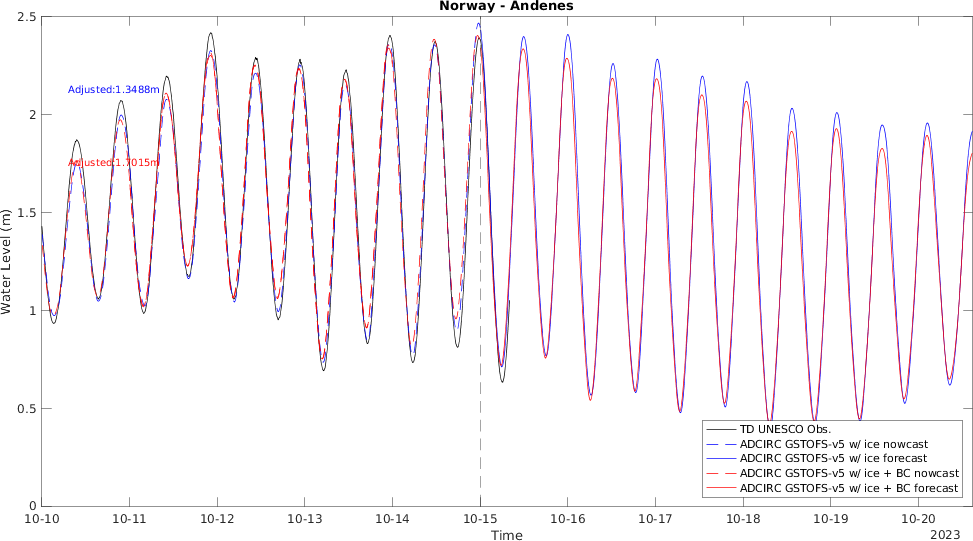 Norway - Andenes
2.5
2
1.5
1
0.5
0
Water Level (m)
Adjusted:1.3488m
Adjusted:1.7015m
TD UNESCO Obs.
ADCIRC GSTOFS-v5 w/ ice nowcast
ADCIRC GSTOFS-v5 w/ ice forecast
ADCIRC GSTOFS-v5 w/ ice + BC nowcast
ADCIRC GSTOFS-v5 w/ ice + BC forecast
10-10 10-11 10-12 10-13 10-14 10-15 10-16 10-17 10-18 10-19 10-20
Time
2023